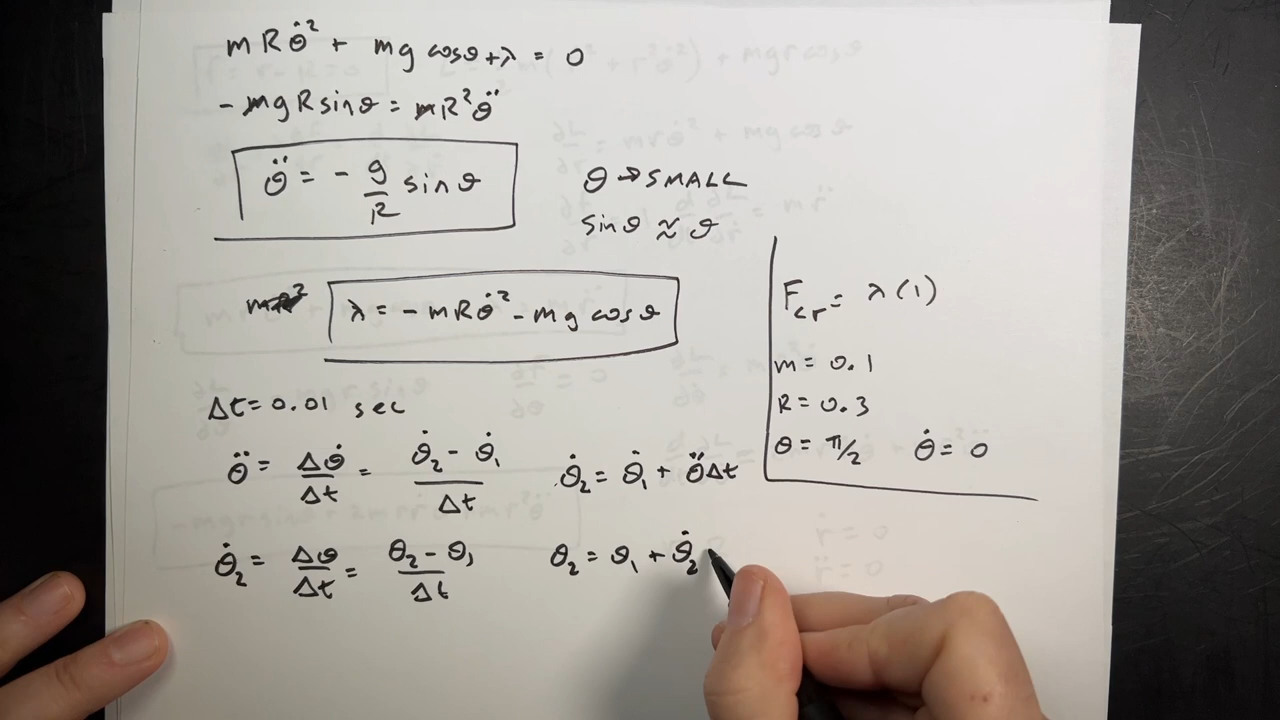 mRθ̇² + mg cosθ + λ = 0
- mgR sinθ = mR²θ̈
θ̈ = - g/R sinθ
θ → SMALL
sinθ ≈ θ
λ = - mRθ̇² - mg cosθ
F_cr = λ(1)
m = 0.1
R = 0.3
θ = π/2 θ̇ = 0
Δt = 0.01 sec
θ̈ = Δθ̇/Δt = (θ̇₂ - θ̇₁)/Δt θ̇₂ = θ̇₁ + θ̈Δt
θ̇₂ = Δθ/Δt = (θ₂ - θ₁)/Δt θ₂ = θ₁ + θ̇₂